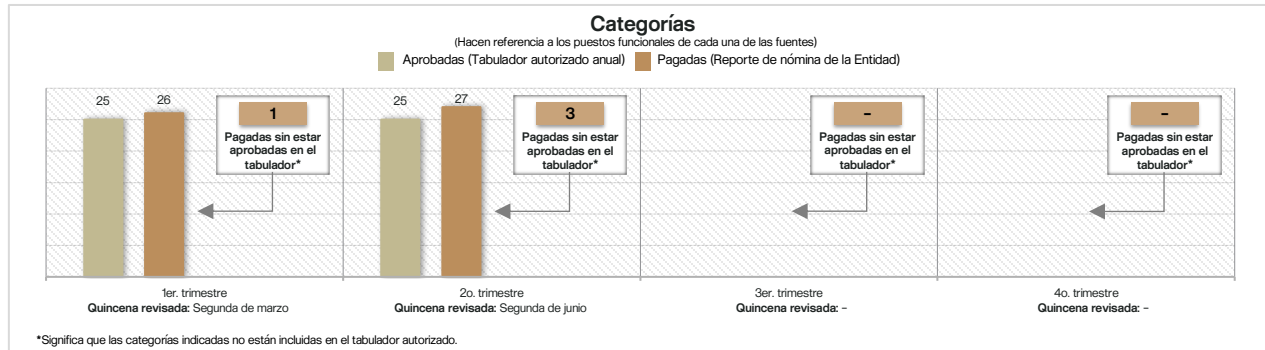 Categorías
(Hacen referencia a los puestos funcionales de cada una de las fuentes)
Aprobadas (Tabulador autorizado anual) Pagadas (Reporte de nómina de la Entidad)
25
26
1
Pagadas sin estar
aprobadas en el
tabulador*
25
27
3
Pagadas sin estar
aprobadas en el
tabulador*
-
Pagadas sin estar
aprobadas en el
tabulador*
-
Pagadas sin estar
aprobadas en el
tabulador*
1er. trimestre
Quincena revisada: Segunda de marzo
2o. trimestre
Quincena revisada: Segunda de junio
3er. trimestre
Quincena revisada: -
4o. trimestre
Quincena revisada: -
*Significa que las categorías indicadas no están incluidas en el tabulador autorizado.